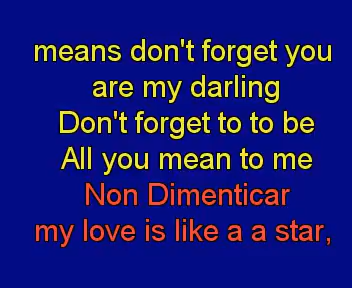 means don't forget you
are my darling
Don't forget to to be
All you mean to me
Non Dimenticar
my love is like a a star,